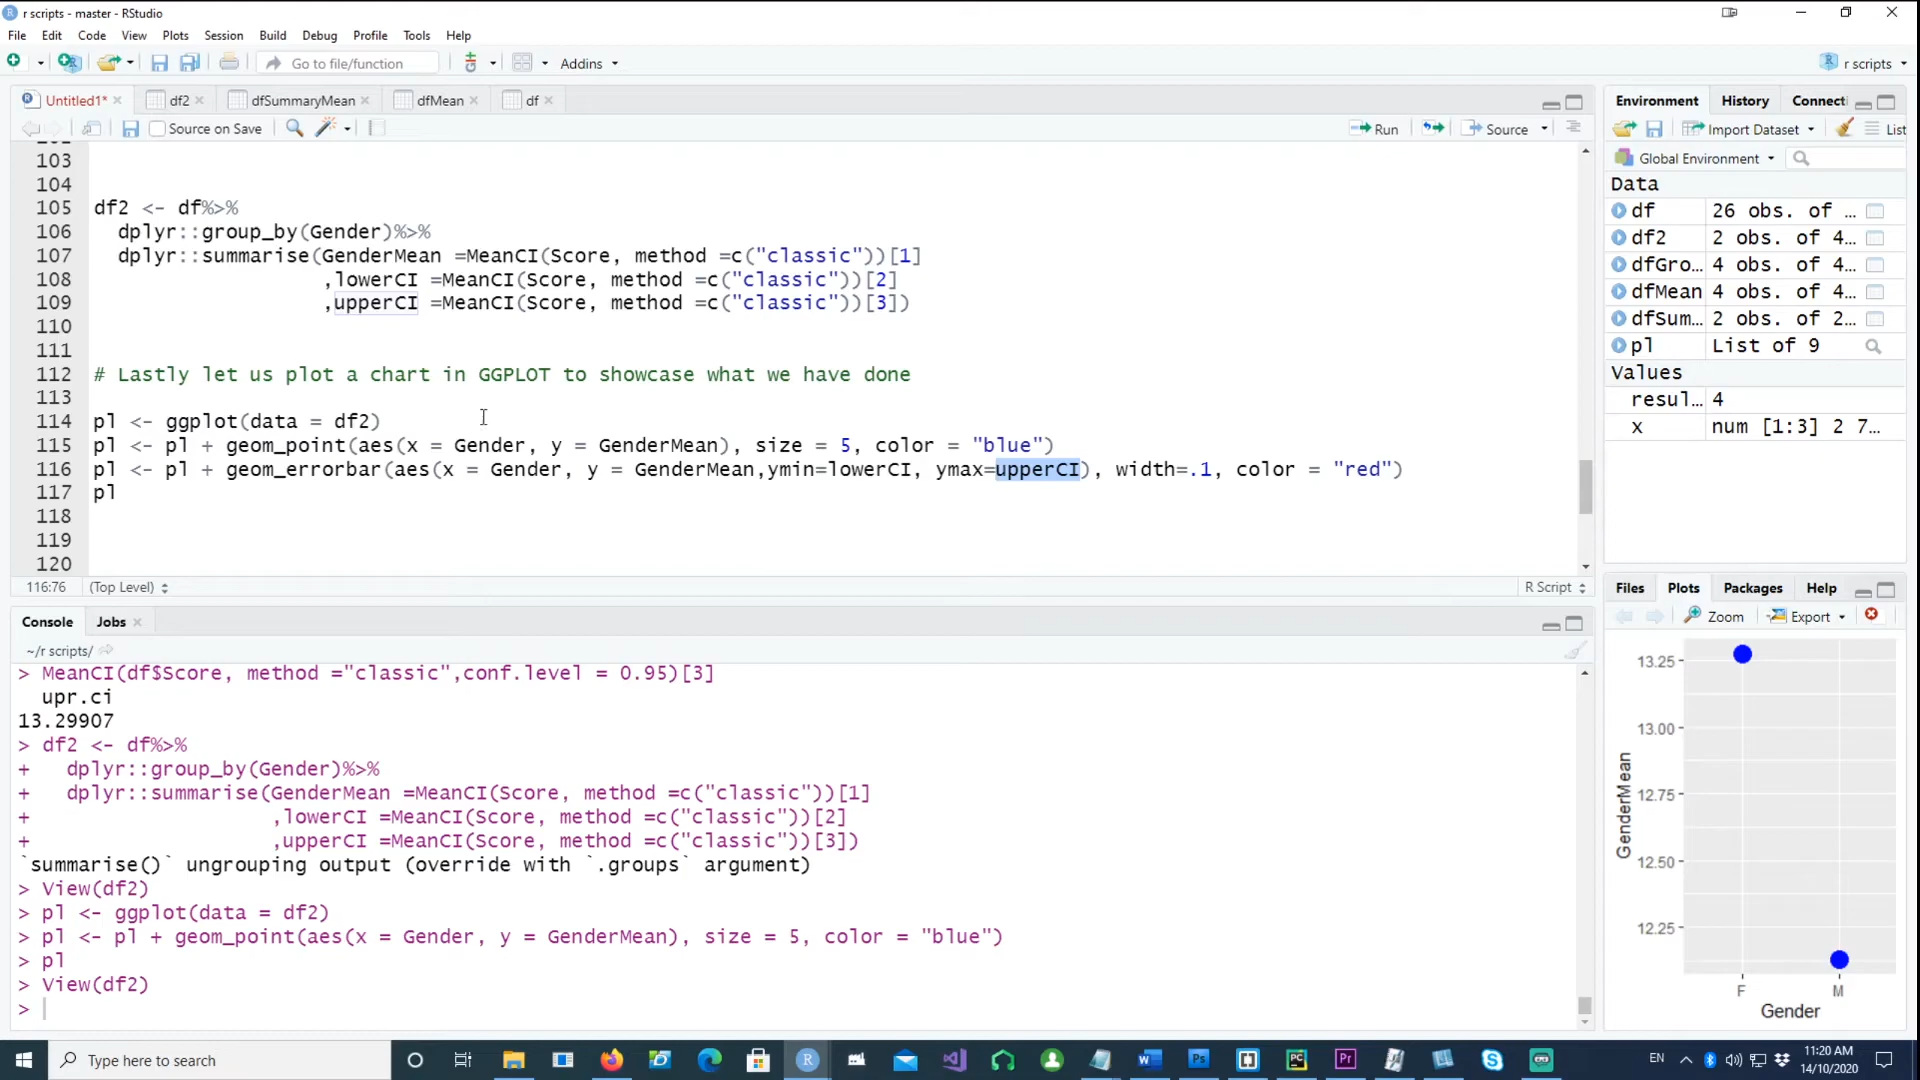 r scripts - master - RStudio
File Edit Code View Plots Session Build Debug Profile Tools Help
Go to file/function Addins r scripts
Untitled1* df2 dfSummaryMean dfMean df
Source on Save Run Source
103
104
105 df2 <- df%>%
106 dplyr::group_by(Gender)%>%
107 dplyr::summarise(GenderMean =MeanCI(Score, method =c("classic"))[1]
108 ,lowerCI =MeanCI(Score, method =c("classic"))[2]
109 ,upperCI =MeanCI(Score, method =c("classic"))[3])
110
111
112 # Lastly let us plot a chart in GGPLOT to showcase what we have done
113
114 pl <- ggplot(data = df2)
115 pl <- pl + geom_point(aes(x = Gender, y = GenderMean), size = 5, color = "blue")
116 pl <- pl + geom_errorbar(aes(x = Gender, y = GenderMean,ymin=lowerCI, ymax=upperCI), width=.1, color = "red")
117 pl
118
119
120
116:76 (Top Level) R Script
Console Jobs
~/r scripts/
> MeanCI(df$Score, method ="classic",conf.level = 0.95)[3]
upr.ci
13.29907
> df2 <- df%>%
+ dplyr::group_by(Gender)%>%
+ dplyr::summarise(GenderMean =MeanCI(Score, method =c("classic"))[1]
+ ,lowerCI =MeanCI(Score, method =c("classic"))[2]
+ ,upperCI =MeanCI(Score, method =c("classic"))[3])
`summarise()` ungrouping output (override with `.groups` argument)
> View(df2)
> pl <- ggplot(data = df2)
> pl <- pl + geom_point(aes(x = Gender, y = GenderMean), size = 5, color = "blue")
> pl
> View(df2)
>
Environment History Connecti
Import Dataset List
Global Environment
Data
df 26 obs. of …
df2 2 obs. of 4…
dfGro… 4 obs. of 4…
dfMean 4 obs. of 4…
dfSum… 2 obs. of 2…
pl List of 9
Values
resul… 4
x num [1:3] 2 7…
Files Plots Packages Help
Zoom Export
13.25
13.00
12.75
12.50
12.25
GenderMean
F M
Gender
Type here to search
EN 11:20 AM
14/10/2020